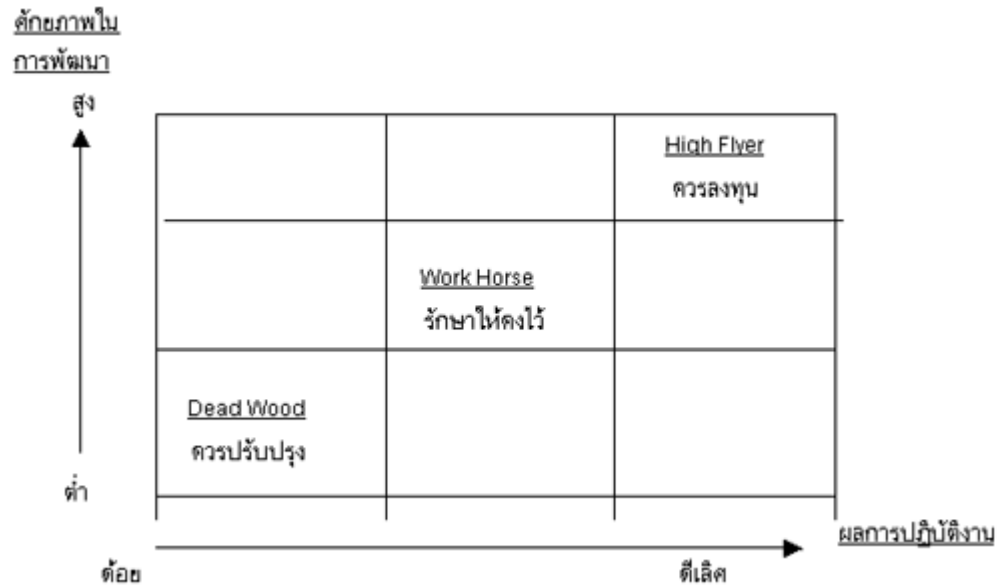 ศักยภาพใน
การพัฒนา
สูง
High Flyer
ควรลงทุน
Work Horse
รักษาให้คงไว้
Dead Wood
ควรปรับปรุง
ต่ำ
ผลการปฏิบัติงาน
ด้อย
ดีเลิศ